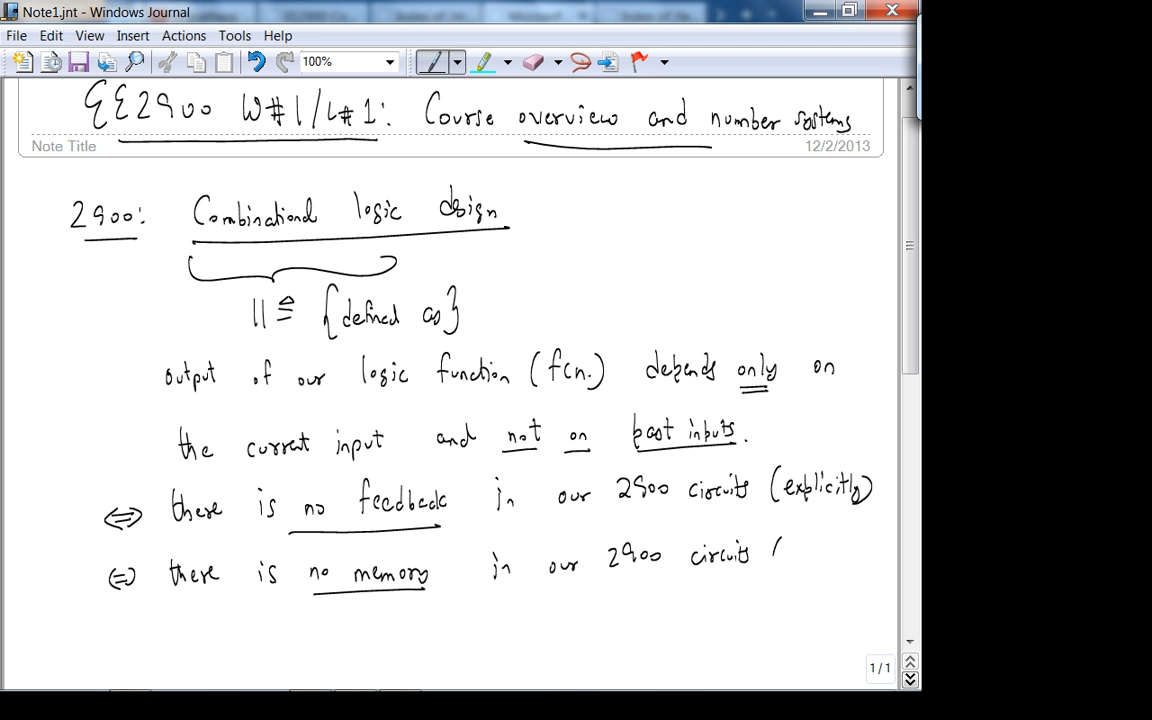 Note1.jnt - Windows Journal
File Edit View Insert Actions Tools Help
100%
EE2900 W#1/L#1: Course overview and number systems
Note Title 12/2/2013
2900: Combinational logic design
|| ≙ {defined as}
output of our logic function (fcn.) depends only on
the current input and not on past inputs.
⇔ there is no feedback in our 2900 circuits (explicitly)
⇔ there is no memory in our 2900 circuits (
1/1